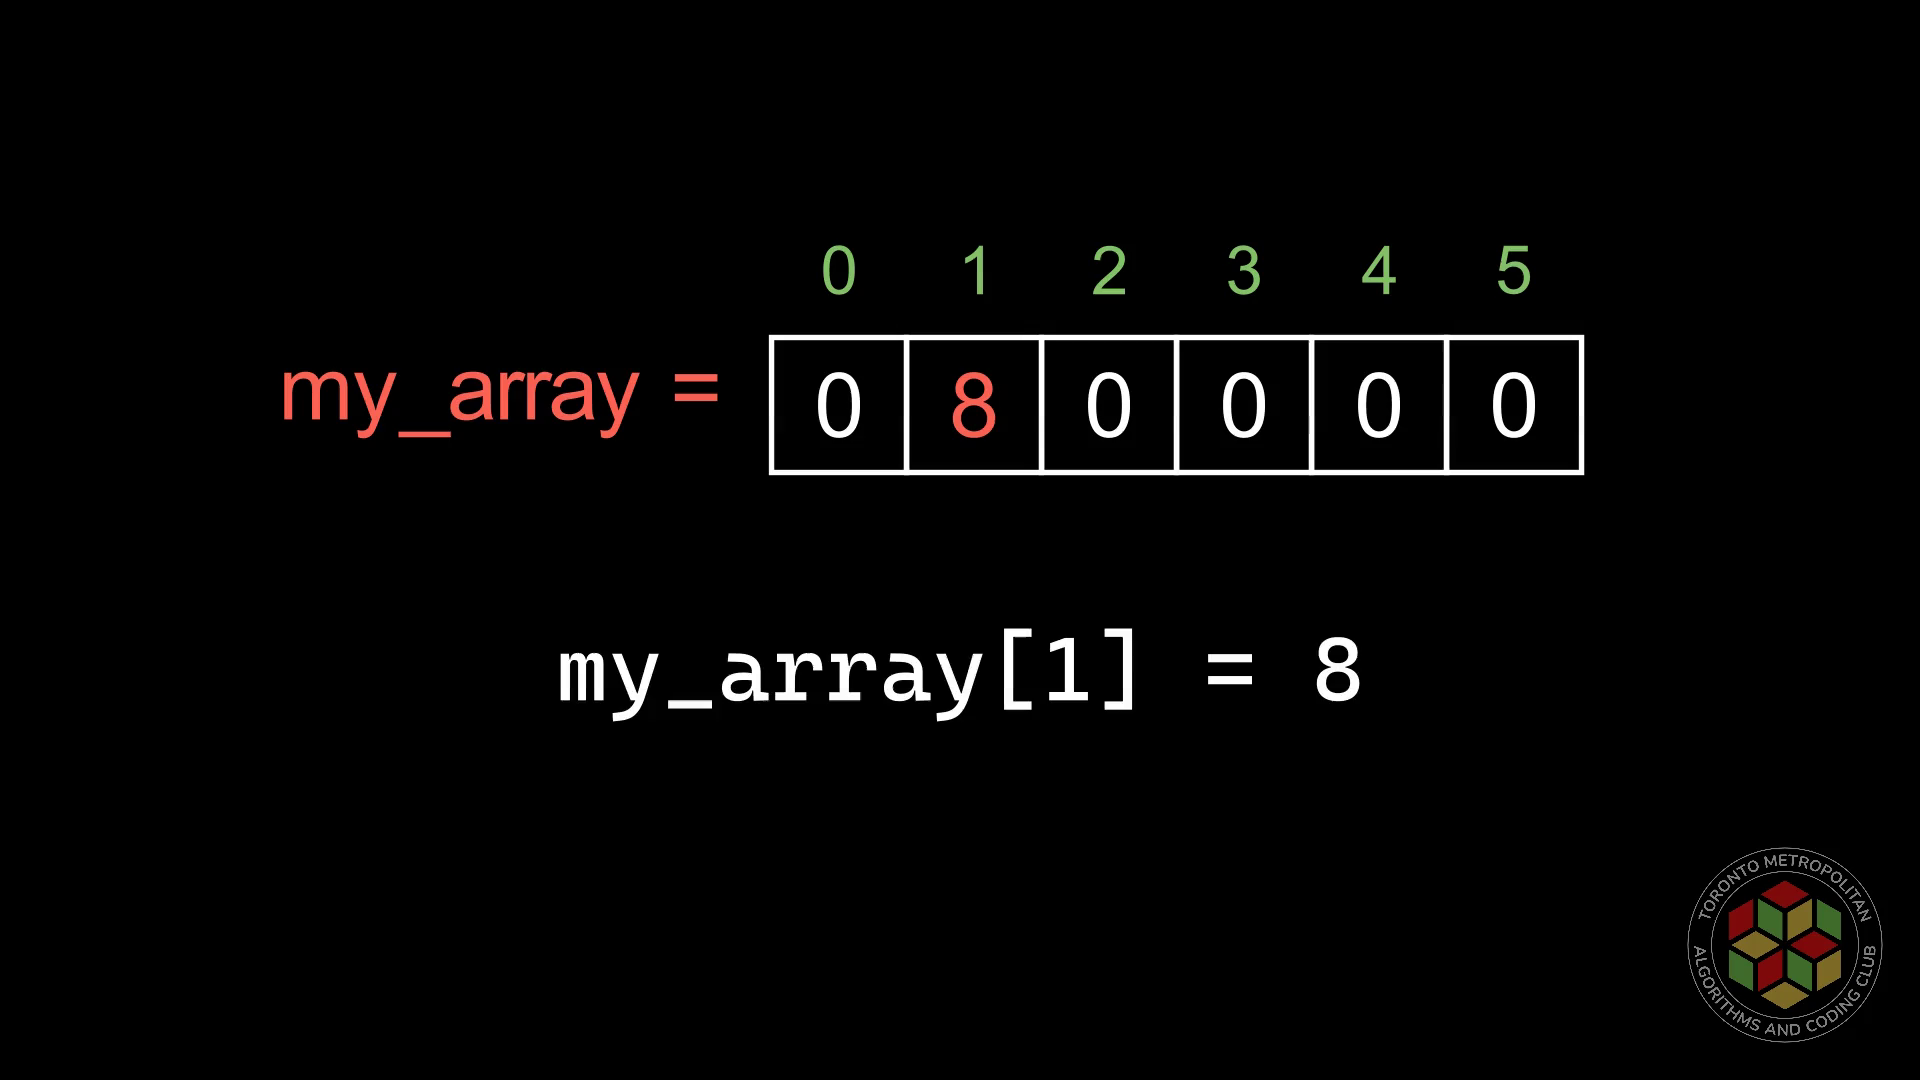 0 1 2 3 4 5
my_array = 0 8 0 0 0 0
my_array[1] = 8
TORONTO METROPOLITAN
ALGORITHMS AND CODING CLUB